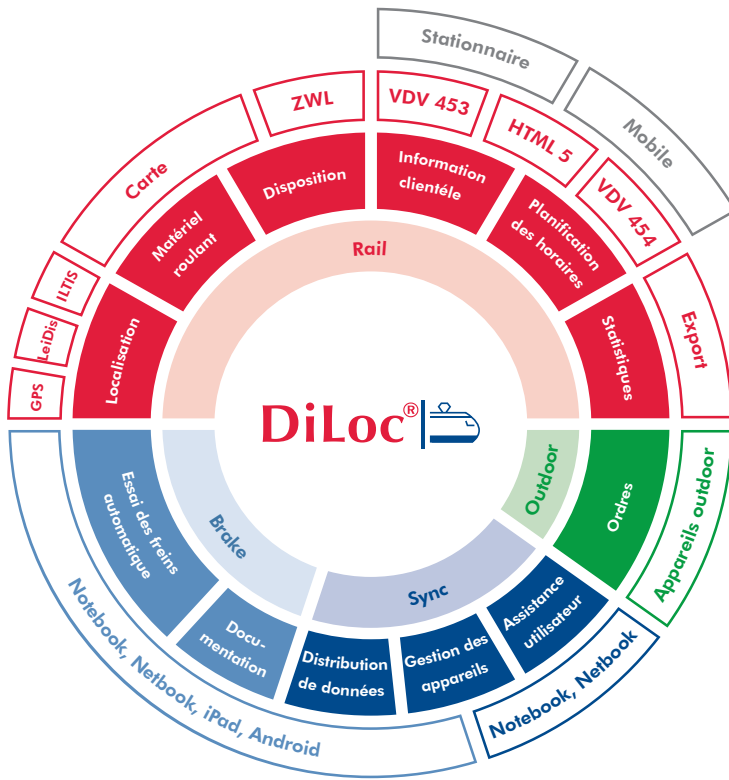 Stationnaire
Mobile
ZWL
VDV 453
HTML 5
VDV 454
Carte
ILTIS
LeiDis
GPS
Export
Disposition
Information
clientéle
Matériel
roulant
Planification
des horaires
Localisation
Statistiques
Rail
DiLoc®
Outdoor
Ordres
Appareils outdoor
Brake
Essai des freins
automatique
Sync
Docu-
mentation
Distribution
de données
Gestion des
appareils
Assistance
utilisateur
Notebook, Netbook, iPad, Android
Notebook, Netbook